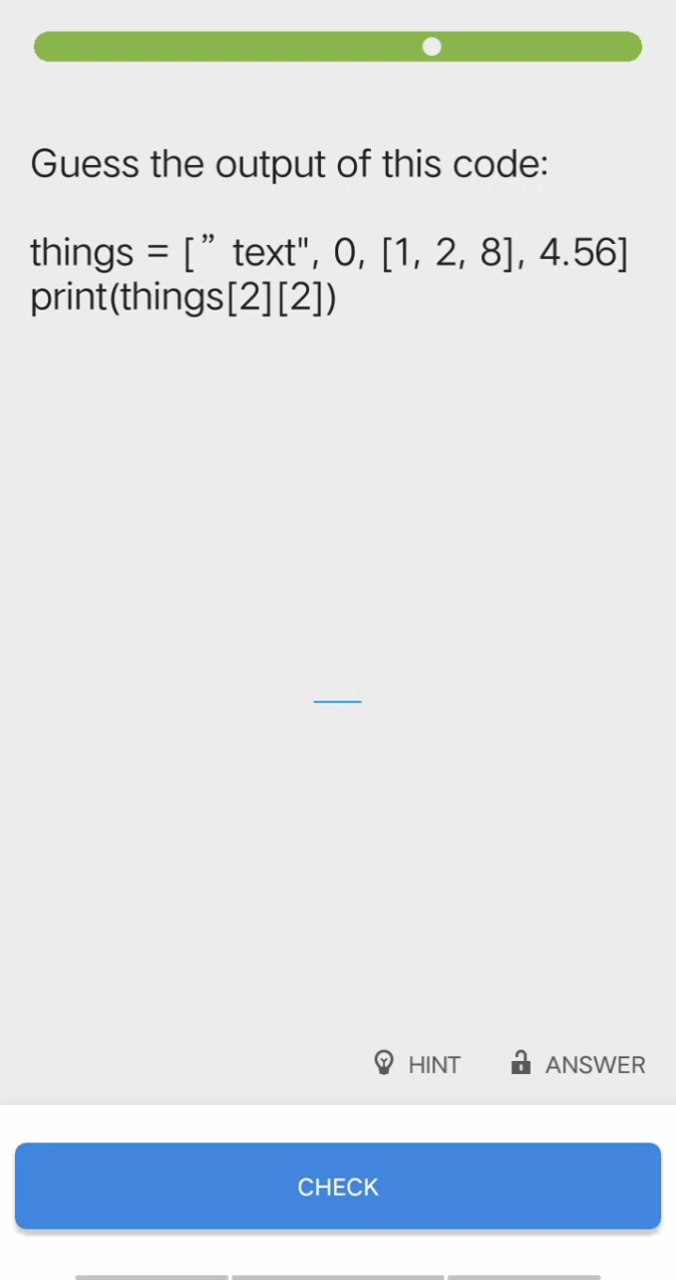 Guess the output of this code:
things = [” text", 0, [1, 2, 8], 4.56]
print(things[2][2])
HINT
ANSWER
CHECK